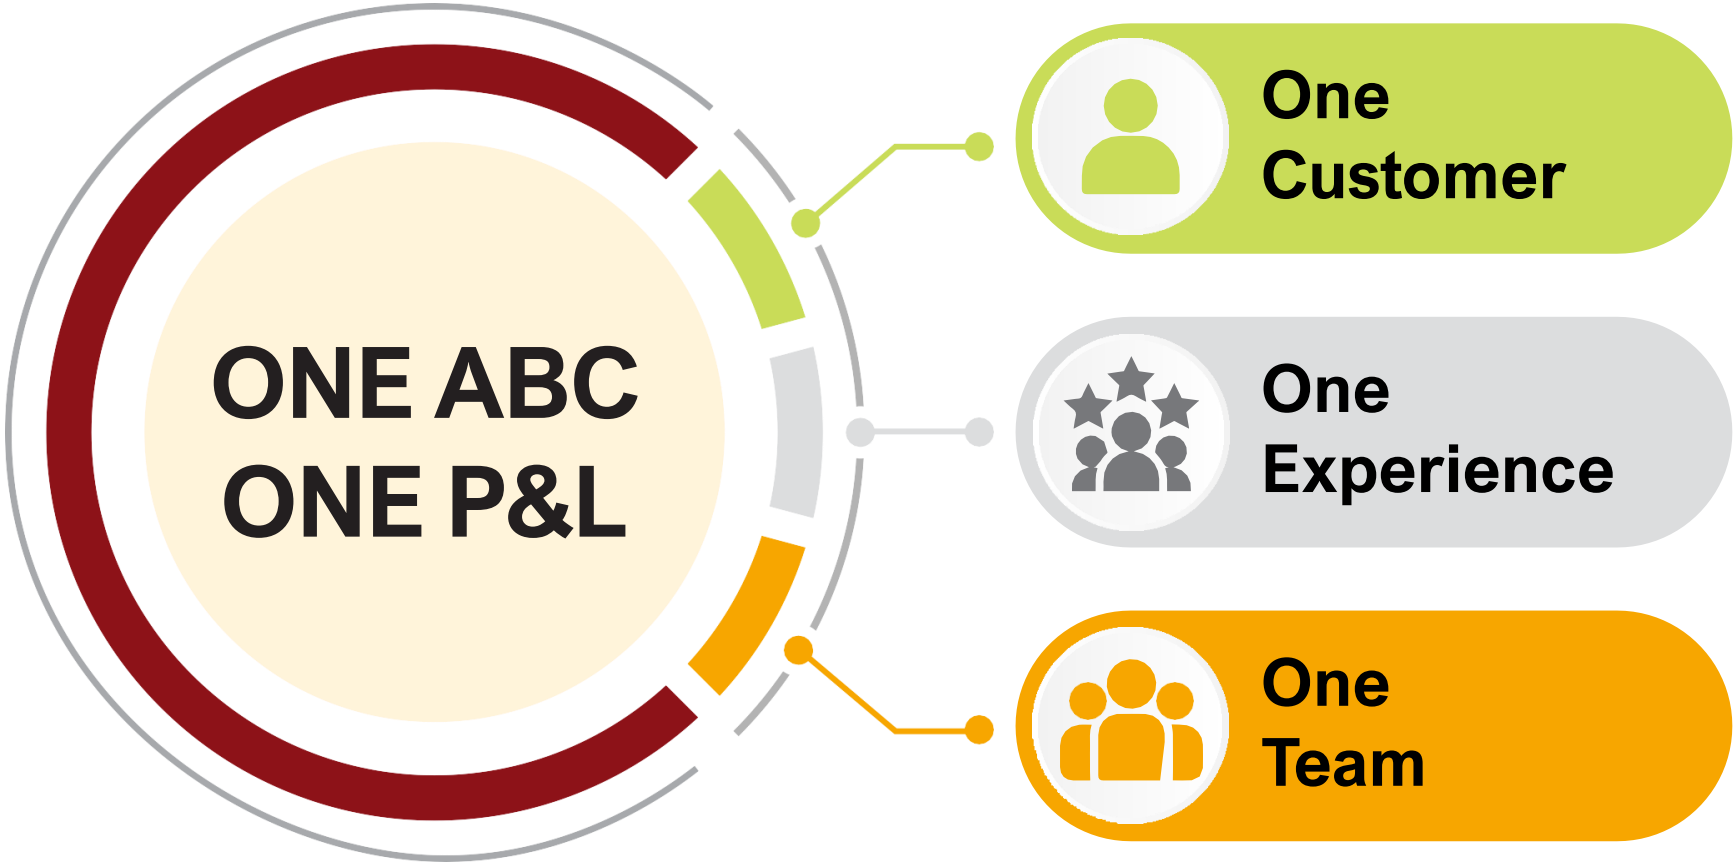 ONE ABC
ONE P&L
One
Customer
One
Experience
One
Team